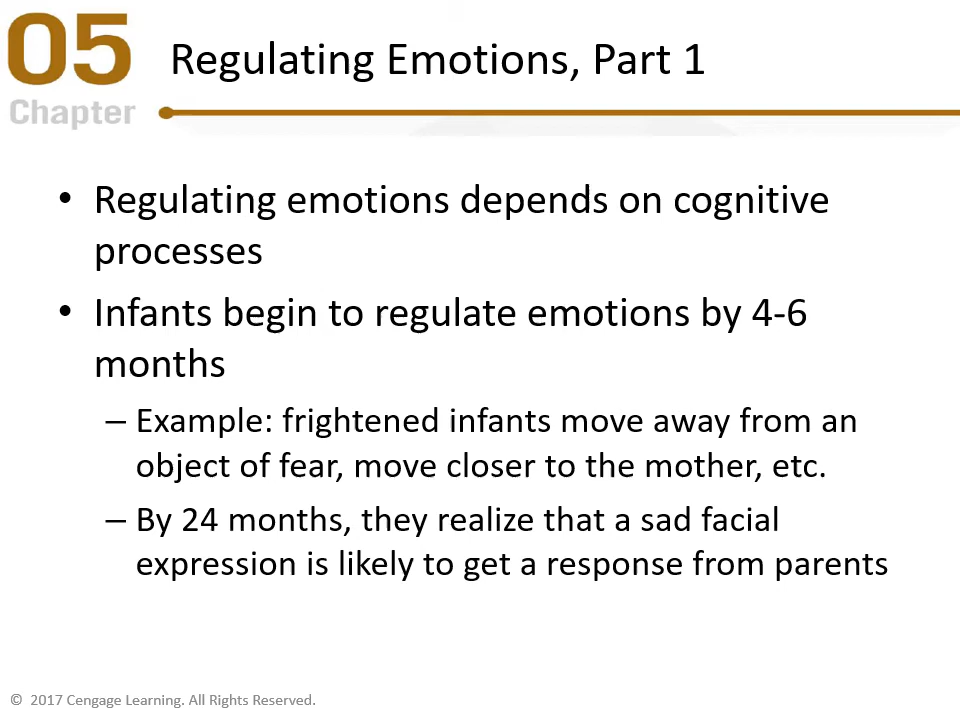 05
Chapter
Regulating Emotions, Part 1
• Regulating emotions depends on cognitive
processes
• Infants begin to regulate emotions by 4-6
months
– Example: frightened infants move away from an
object of fear, move closer to the mother, etc.
– By 24 months, they realize that a sad facial
expression is likely to get a response from parents
© 2017 Cengage Learning. All Rights Reserved.